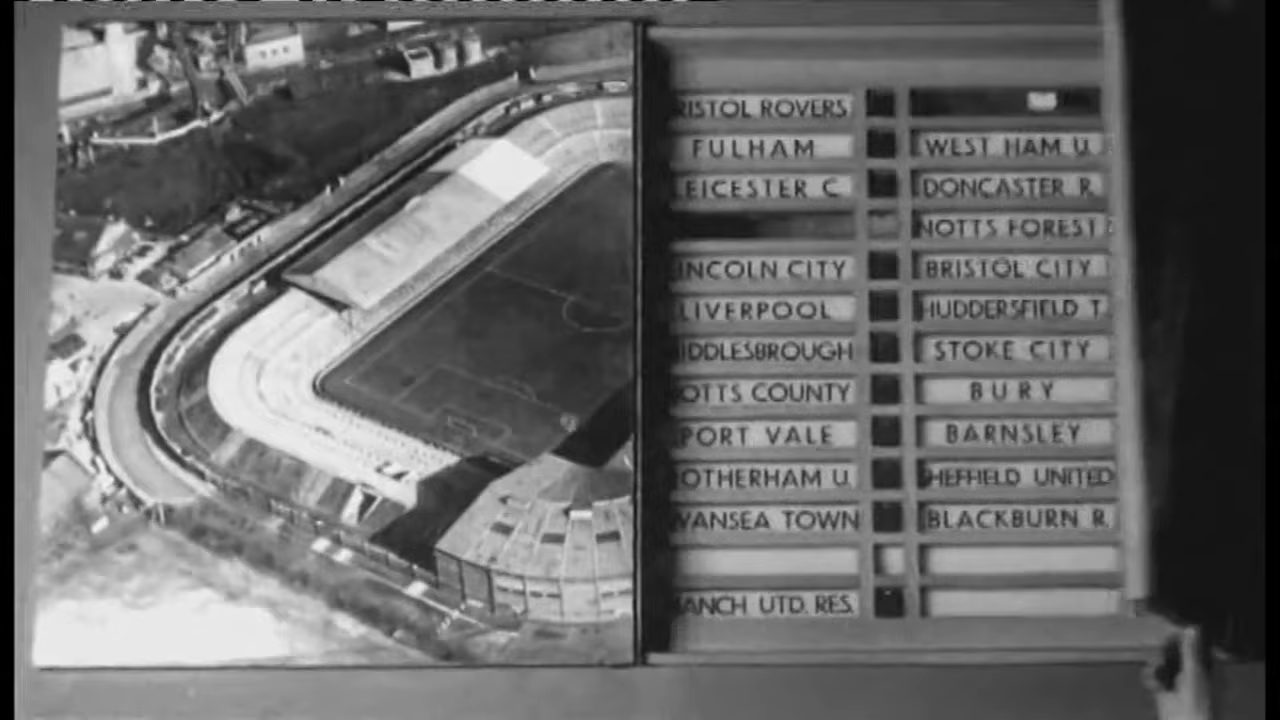 RISTOL ROVERS
FULHAM WEST HAM U.
EICESTER C. DONCASTER R.
NOTTS FOREST
INCOLN CITY BRISTOL CITY
LIVERPOOL HUDDERSFIELD T.
IDDLESBROUGH STOKE CITY
OTTS COUNTY BURY
PORT VALE BARNSLEY
OTHERHAM U. HEFFIELD UNITED
WANSEA TOWN BLACKBURN R.
ANCH UTD. RES.